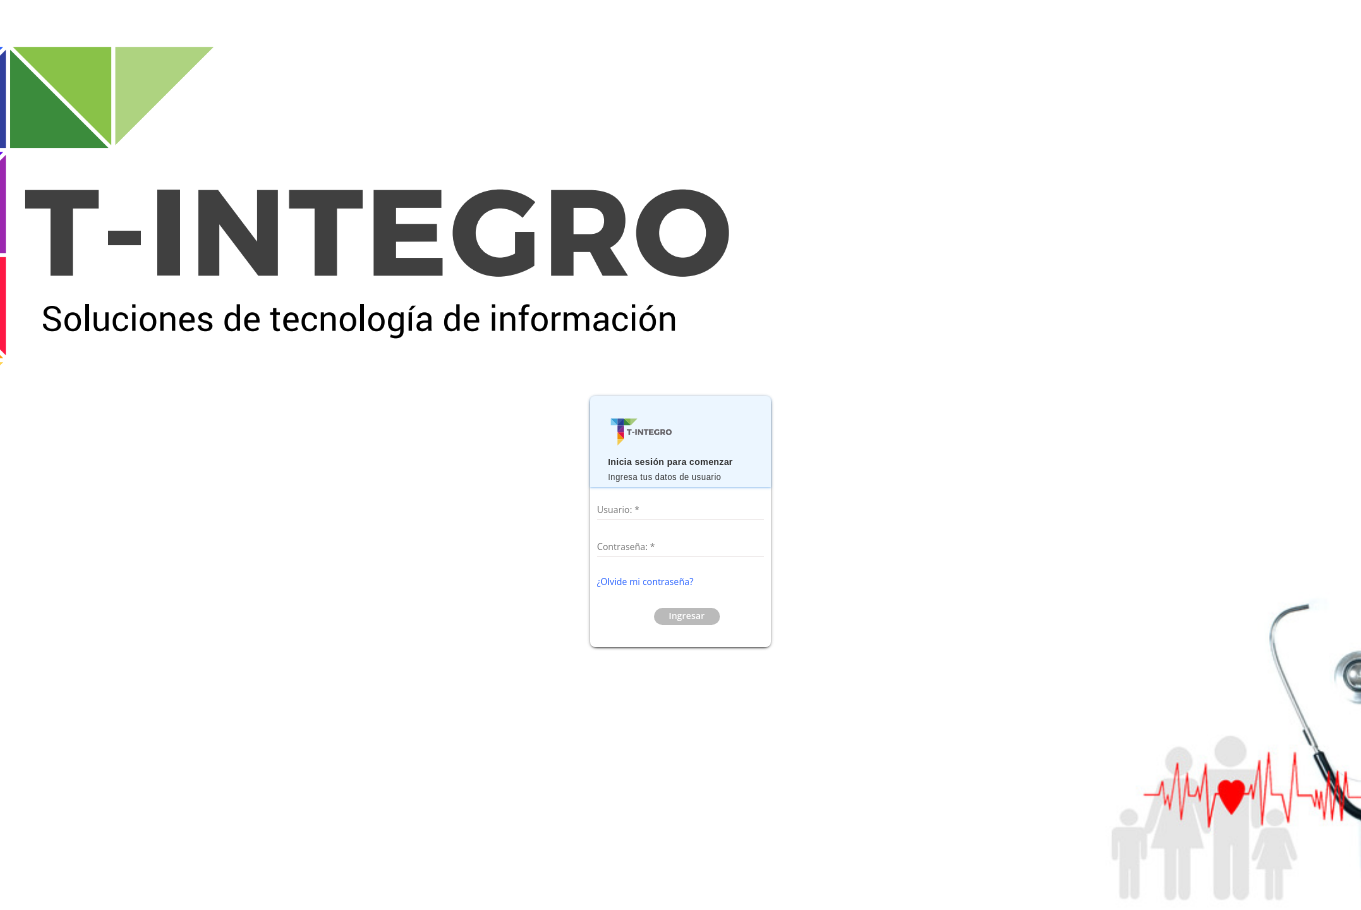 T-INTEGRO
Soluciones de tecnología de información
T-INTEGRO
Inicia sesión para comenzar
Ingresa tus datos de usuario
Usuario: *
Contraseña: *
¿Olvide mi contraseña?
Ingresar